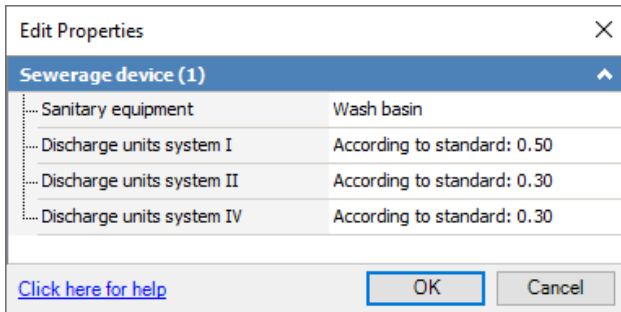 Edit Properties
Sewerage device (1)
Sanitary equipment Wash basin
Discharge units system I According to standard: 0.50
Discharge units system II According to standard: 0.30
Discharge units system IV According to standard: 0.30
Click here for help OK Cancel